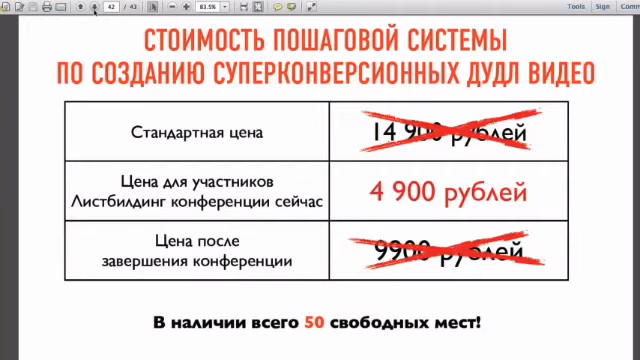 42 / 43
83.5%
Tools
Sign
СТОИМОСТЬ ПОШАГОВОЙ СИСТЕМЫ
ПО СОЗДАНИЮ СУПЕРКОНВЕРСИОННЫХ ДУДЛ ВИДЕО
Стандартная цена
14 900 рублей
Цена для участников
Листбилдинг конференции сейчас
4 900 рублей
Цена после
завершения конференции
9900 рублей
В наличии всего 50 свободных мест!